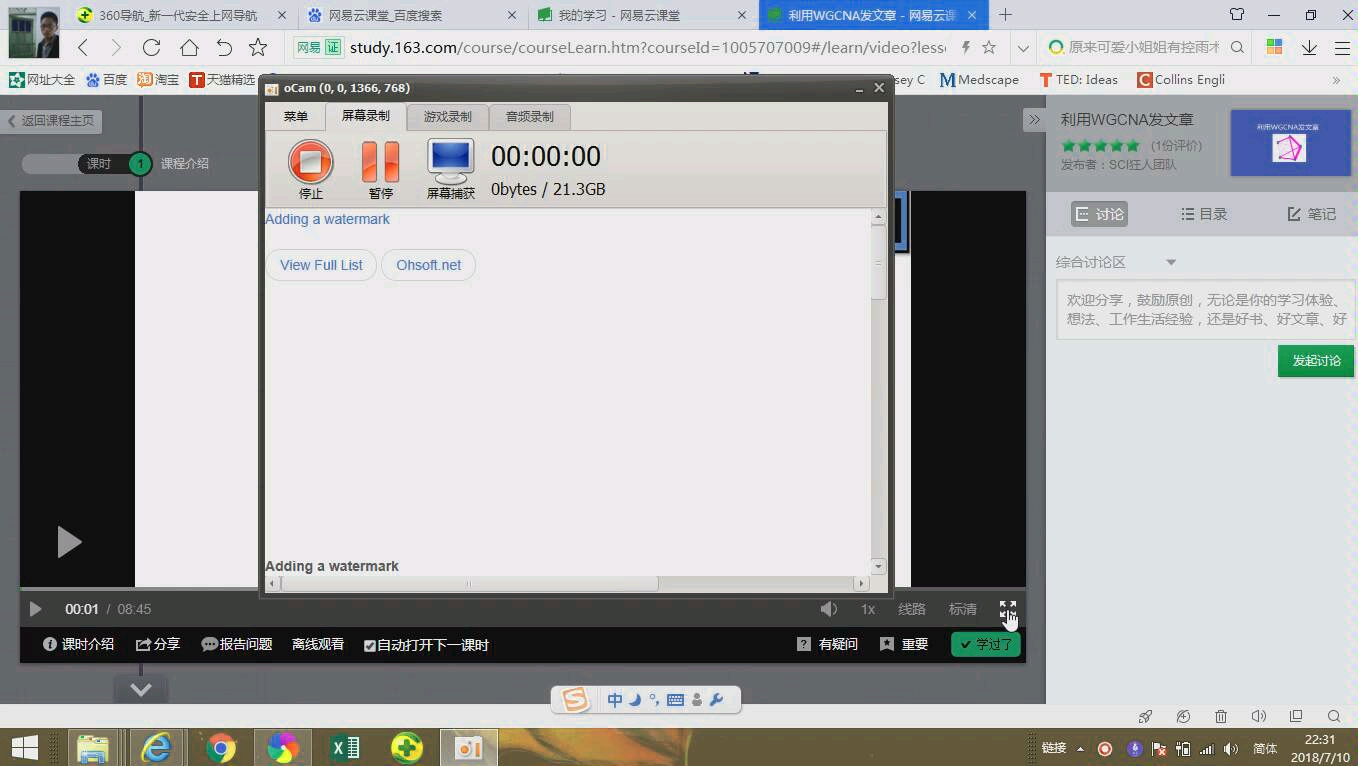 360导航_新一代安全上网导航
网易云课堂_百度搜索
我的学习 - 网易云课堂
利用WGCNA发文章 - 网易云课
网易 证 study.163.com/course/courseLearn.htm?courseId=1005707009#/learn/video?less
原来可爱小姐姐有控雨术
网址大全 百度 淘宝 天猫精选
sey C Medscape TED: Ideas Collins Engli
返回课程主页
课时 1 课程介绍
oCam (0, 0, 1366, 768)
菜单 屏幕录制 游戏录制 音频录制
停止 暂停 屏幕捕获
00:00:00
0bytes / 21.3GB
Adding a watermark
View Full List Ohsoft.net
Adding a watermark
利用WGCNA发文章
(1份评价)
发布者：SCI狂人团队
利用WGCNA发文章
讨论 目录 笔记
综合讨论区
欢迎分享，鼓励原创，无论是你的学习体验、
想法、工作生活经验，还是好书、好文章、好
发起讨论
00:01 / 08:45
1x 线路 标清
课时介绍 分享 报告问题 离线观看 自动打开下一课时
有疑问 重要 学过了
中
链接
简体
22:31
2018/7/10